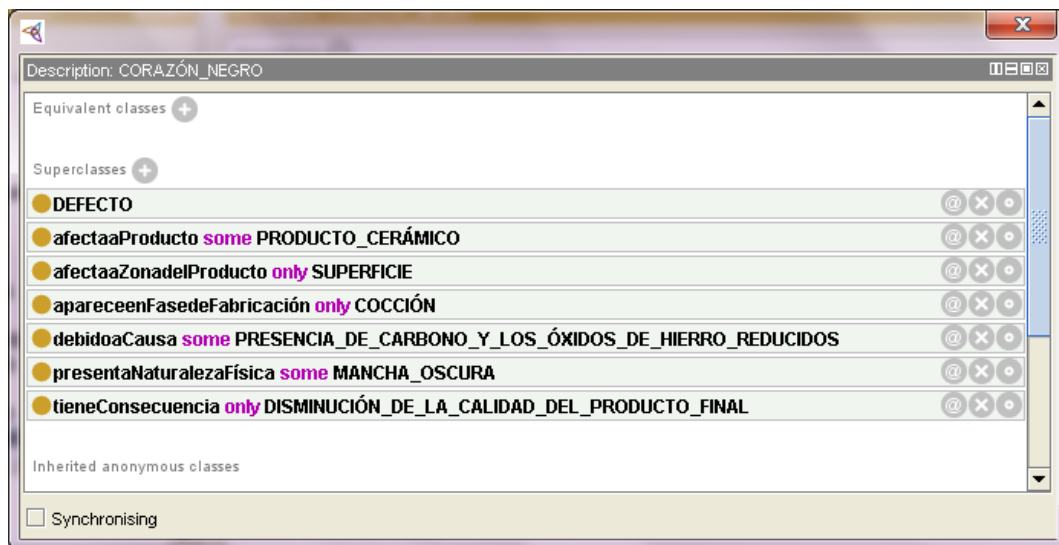 Description: CORAZÓN_NEGRO
Equivalent classes
Superclasses
DEFECTO
afectaaProducto some PRODUCTO_CERÁMICO
afectaaZonadelProducto only SUPERFICIE
apareceenFasedeFabricación only COCCIÓN
debidoaCausa some PRESENCIA_DE_CARBONO_Y_LOS_ÓXIDOS_DE_HIERRO_REDUCIDOS
presentaNaturalezaFísica some MANCHA_OSCURA
tieneConsecuencia only DISMINUCIÓN_DE_LA_CALIDAD_DEL_PRODUCTO_FINAL
Inherited anonymous classes
Synchronising